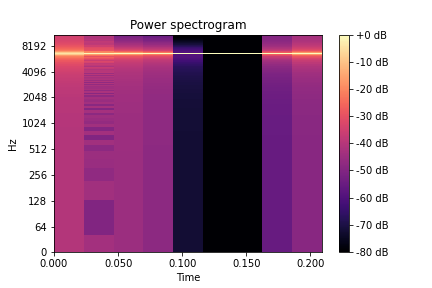 Power spectrogram
8192
4096
2048
1024
512
256
128
64
0
Hz
0.000 0.050 0.100 0.150 0.200
Time
+0 dB
-10 dB
-20 dB
-30 dB
-40 dB
-50 dB
-60 dB
-70 dB
-80 dB